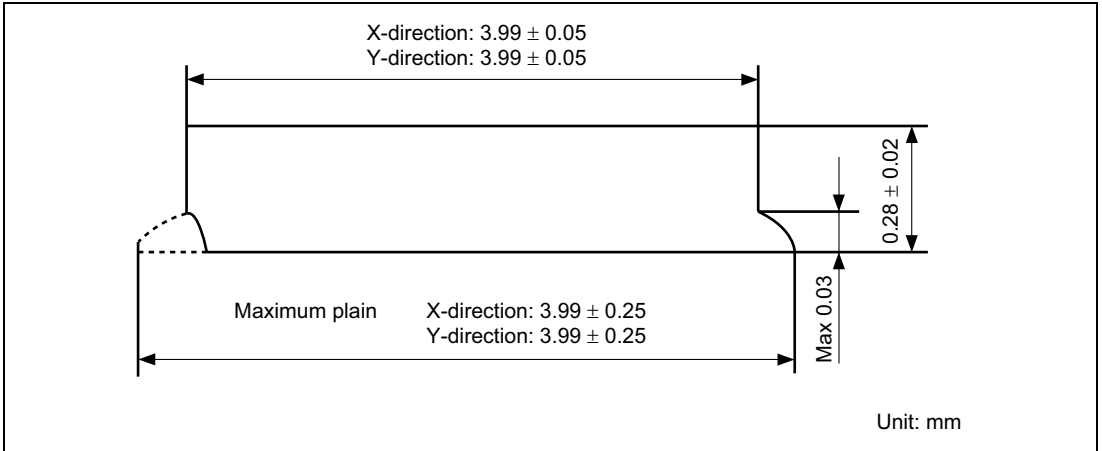 X-direction: 3.99 ± 0.05
Y-direction: 3.99 ± 0.05
0.28 ± 0.02
Max 0.03
Maximum plain X-direction: 3.99 ± 0.25
Y-direction: 3.99 ± 0.25
Unit: mm